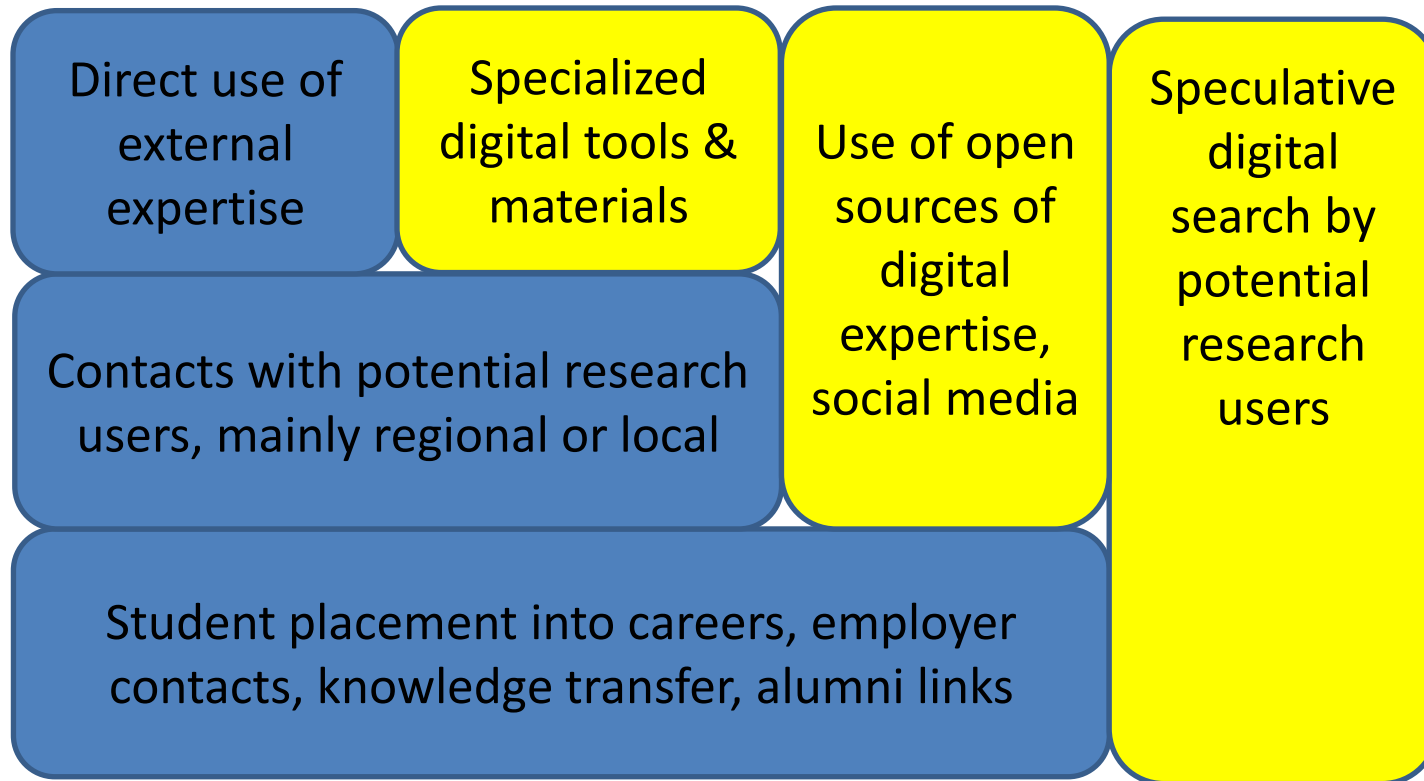 Direct use of
external
expertise
Specialized
digital tools &
materials
Use of open
sources of
digital
expertise,
social media
Speculative
digital
search by
potential
research
users
Contacts with potential research
users, mainly regional or local
Student placement into careers, employer
contacts, knowledge transfer, alumni links